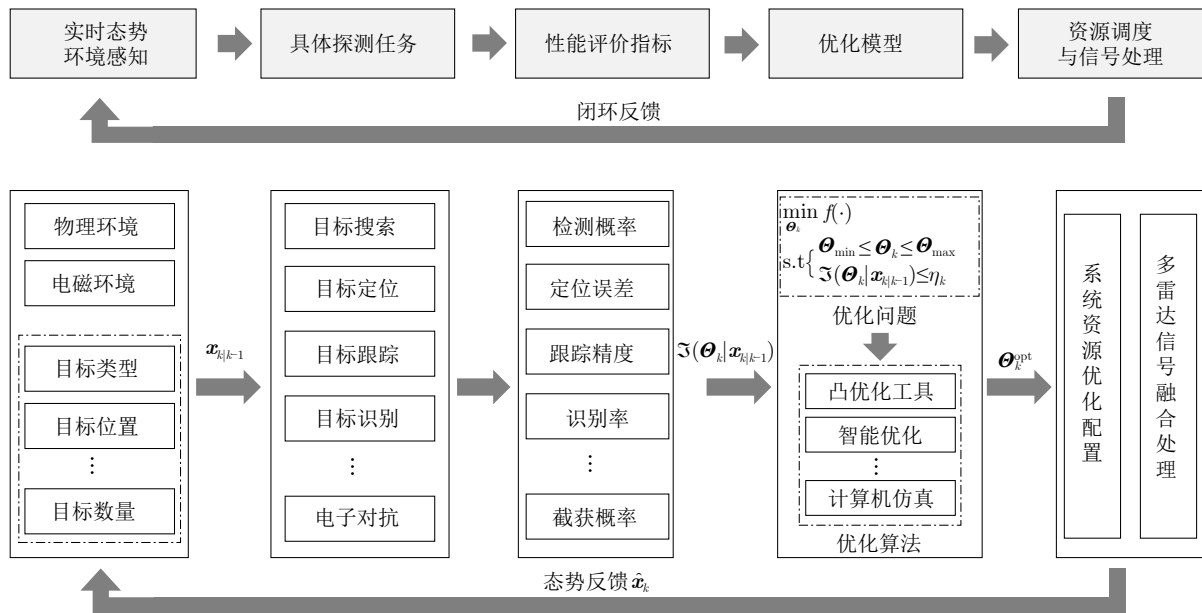 实时态势
环境感知
具体探测任务
性能评价指标
优化模型
资源调度
与信号处理
闭环反馈
物理环境
电磁环境
目标类型
目标位置
⋮
目标数量
x_{k|k-1}
目标搜索
目标定位
目标跟踪
目标识别
⋮
电子对抗
检测概率
定位误差
跟踪精度
识别率
⋮
截获概率
ℑ(Θ_k|x_{k|k-1})
min f(·)
Θ_k
s.t{ Θ_min ≤ Θ_k ≤ Θ_max
ℑ(Θ_k|x_{k|k-1})≤η_k
优化问题
凸优化工具
智能优化
⋮
计算机仿真
优化算法
Θ_k^opt
系统资源优化配置
多雷达信号融合处理
态势反馈 x̂_k